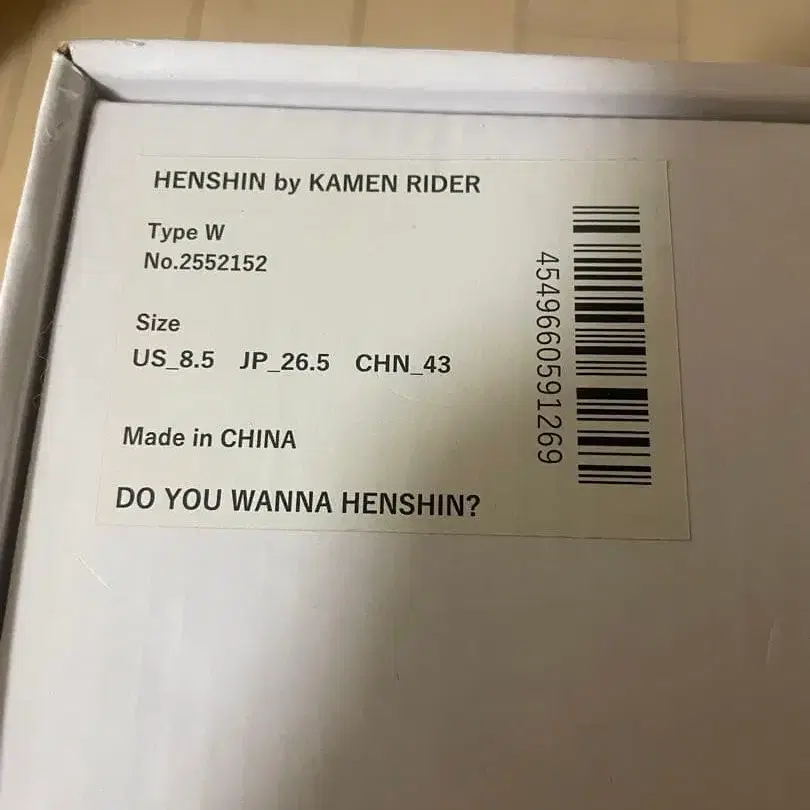 HENSHIN by KAMEN RIDER
Type W
No.2552152
Size
US_8.5 JP_26.5 CHN_43
Made in CHINA
DO YOU WANNA HENSHIN?
4549660591269